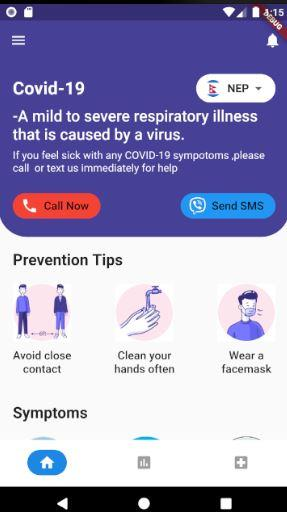 1:15
DEBUG
Covid-19
NEP
-A mild to severe respiratory illness
that is caused by a virus.
If you feel sick with any COVID-19 sympotoms ,please
call or text us immediately for help
Call Now
Send SMS
Prevention Tips
Avoid close
contact
Clean your
hands often
Wear a
facemask
Symptoms